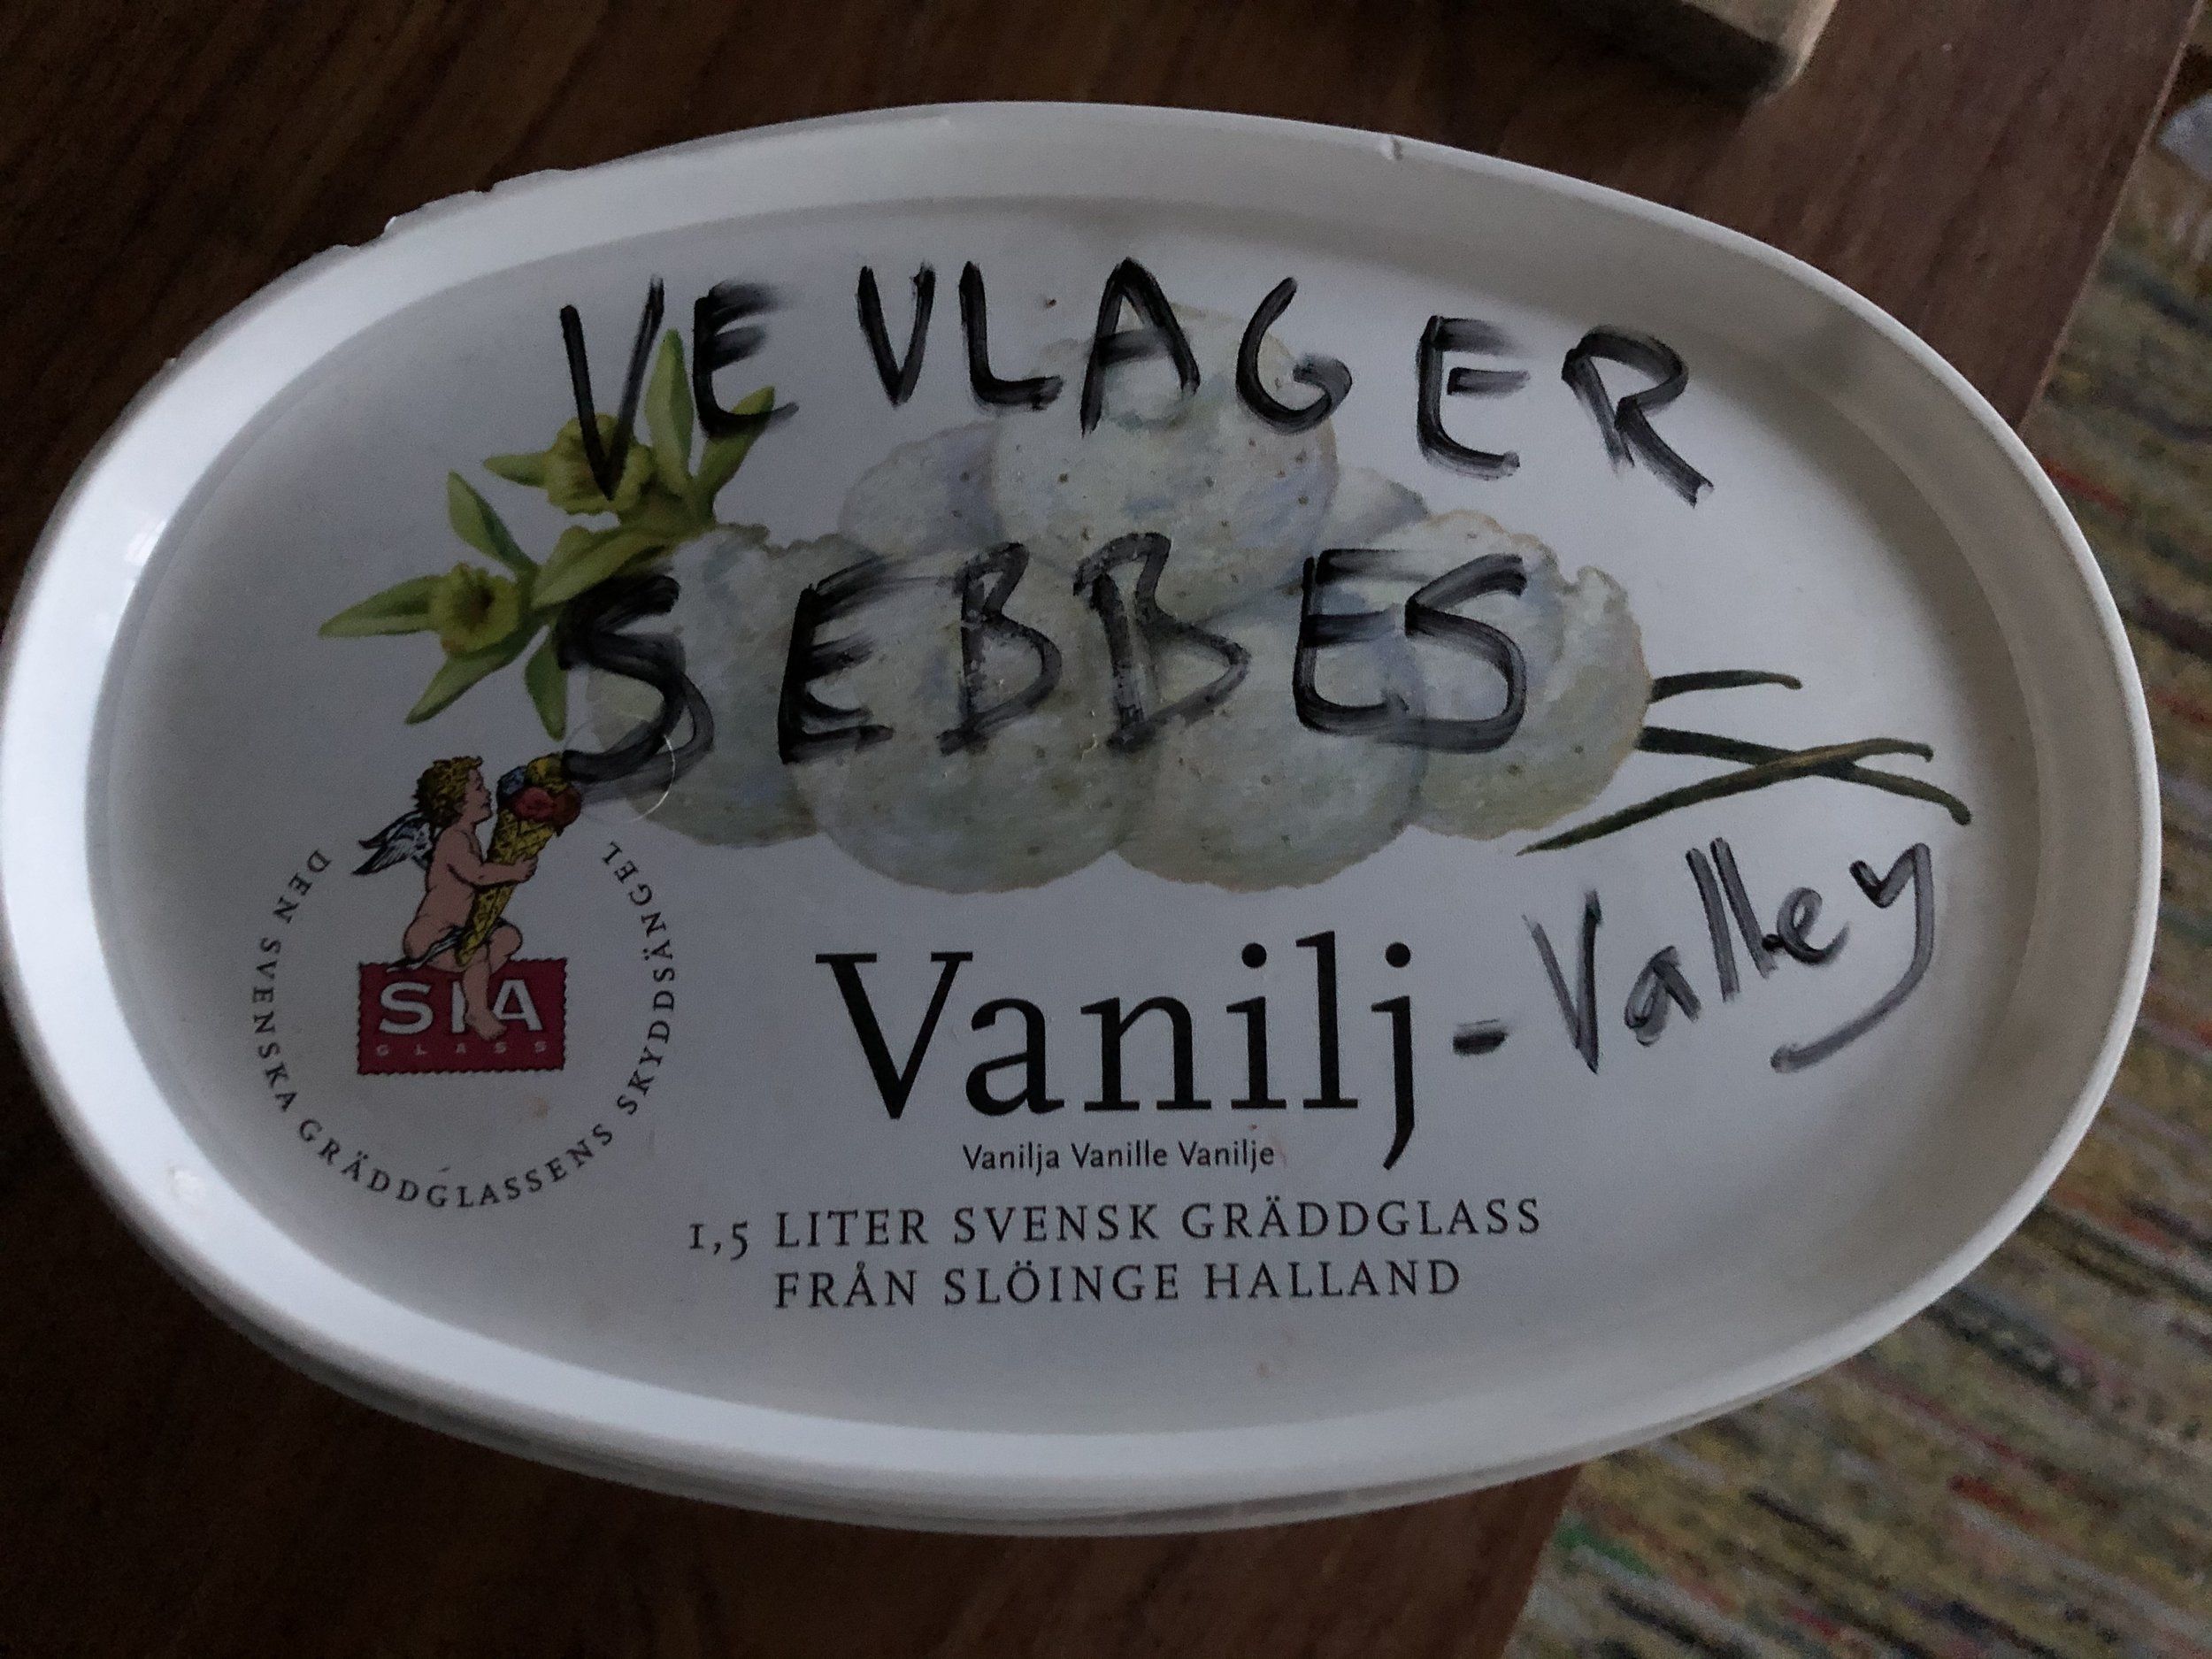 VEVLAGER
SEBBES
DEN SVENSKA GRÄDDGLASSENS SKYDDSÄNGEL
SIA
GLASS
Vanilj - Valley
Vanilja Vanille Vanilje
1,5 LITER SVENSK GRÄDDGLASS
FRÅN SLÖINGE HALLAND